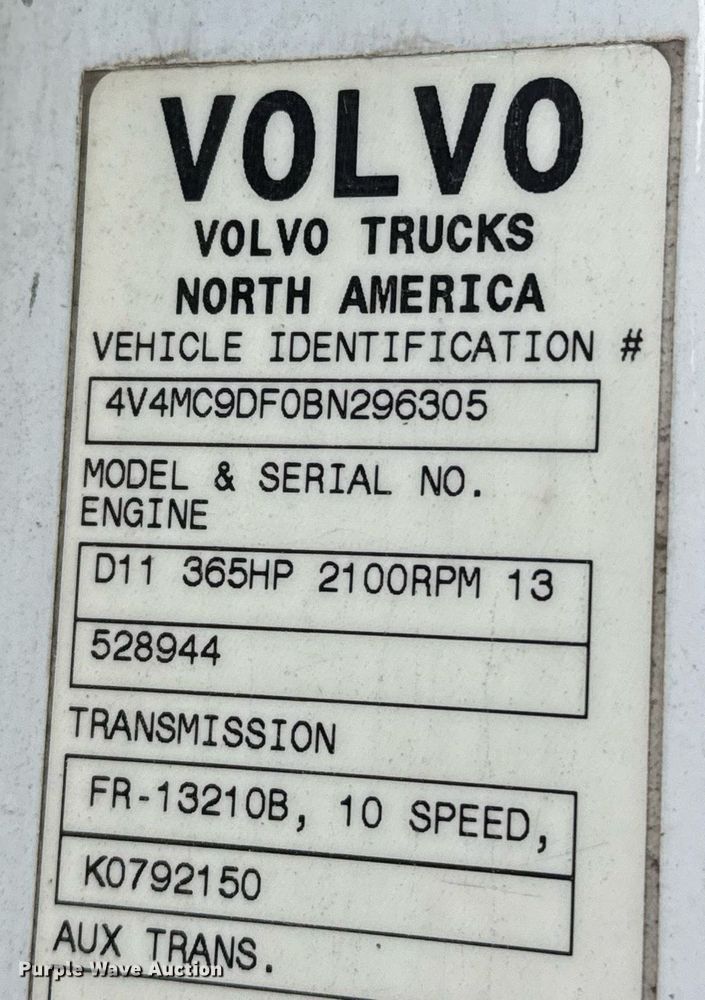 VOLVO
VOLVO TRUCKS
NORTH AMERICA
VEHICLE IDENTIFICATION #
4V4MC9DF0BN296305
MODEL & SERIAL NO.
ENGINE
D11 365HP 2100RPM 13
528944
TRANSMISSION
FR-13210B, 10 SPEED,
K0792150
AUX TRANS.
Purple Wave Auction